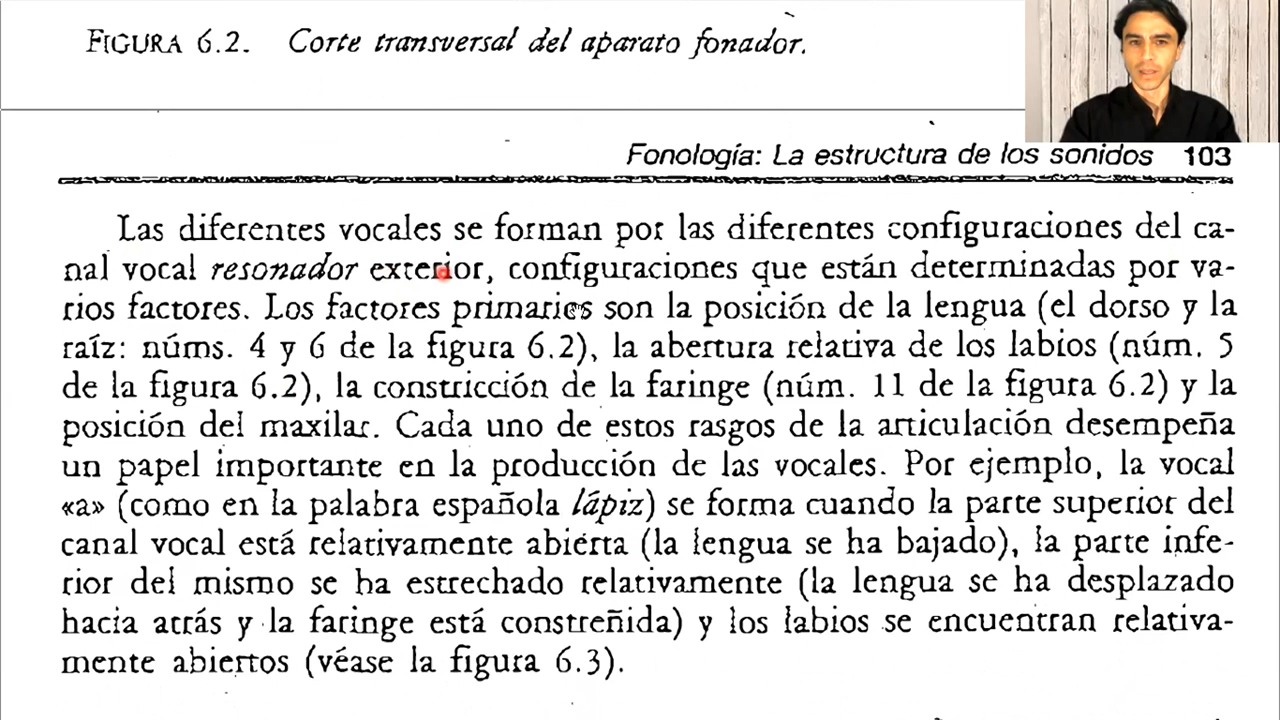 FIGURA 6.2. Corte transversal del aparato fonador.
Fonología: La estructura de los sonidos 103
Las diferentes vocales se forman por las diferentes configuraciones del ca-
nal vocal resonador exterior, configuraciones que están determinadas por va-
rios factores. Los factores primarios son la posición de la lengua (el dorso y la
raíz: núms. 4 y 6 de la figura 6.2), la abertura relativa de los labios (núm. 5
de la figura 6.2), la constricción de la faringe (núm. 11 de la figura 6.2) y la
posición del maxilar. Cada uno de estos rasgos de la articulación desempeña
un papel importante en la producción de las vocales. Por ejemplo, la vocal
«a» (como en la palabra española lápiz) se forma cuando la parte superior del
canal vocal está relativamente abierta (la lengua se ha bajado), la parte infe-
rior del mismo se ha estrechado relativamente (la lengua se ha desplazado
hacia atrás y la faringe está constreñida) y los labios se encuentran relativa-
mente abiertos (véase la figura 6.3).